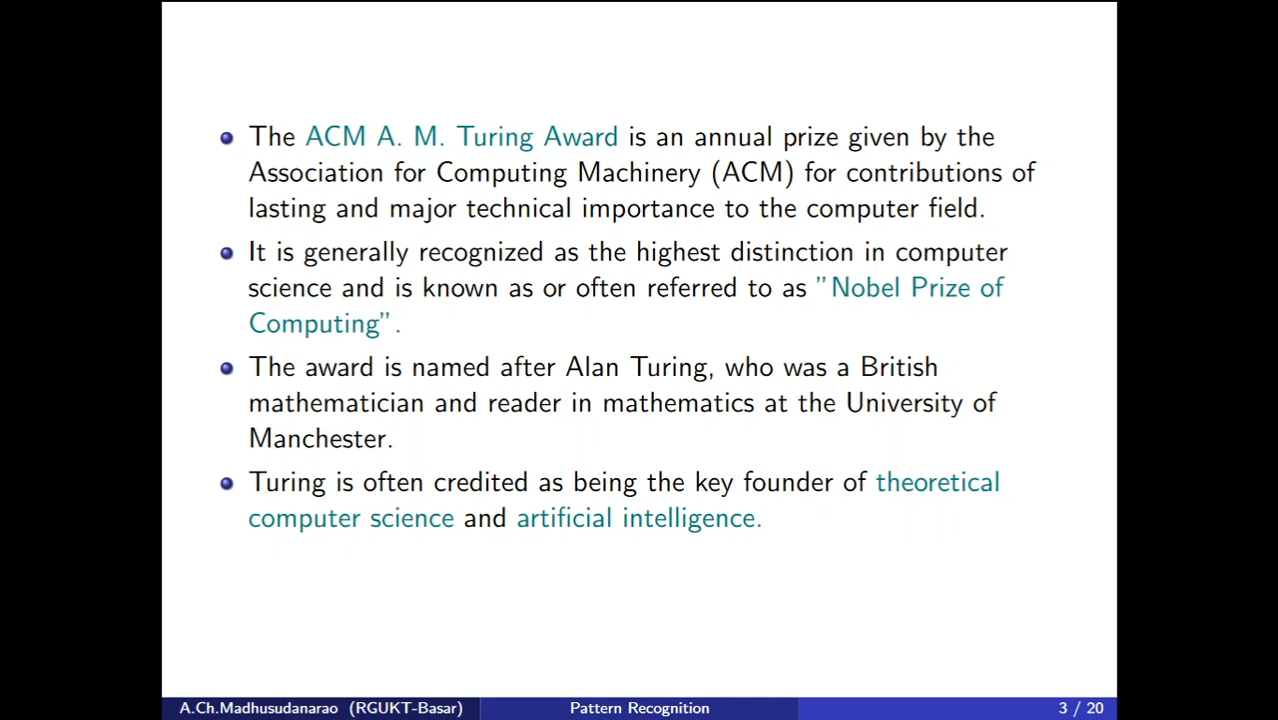 The ACM A. M. Turing Award is an annual prize given by the
Association for Computing Machinery (ACM) for contributions of
lasting and major technical importance to the computer field.
It is generally recognized as the highest distinction in computer
science and is known as or often referred to as ”Nobel Prize of
Computing”.
The award is named after Alan Turing, who was a British
mathematician and reader in mathematics at the University of
Manchester.
Turing is often credited as being the key founder of theoretical
computer science and artificial intelligence.
A.Ch.Madhusudanarao (RGUKT-Basar) Pattern Recognition 3 / 20